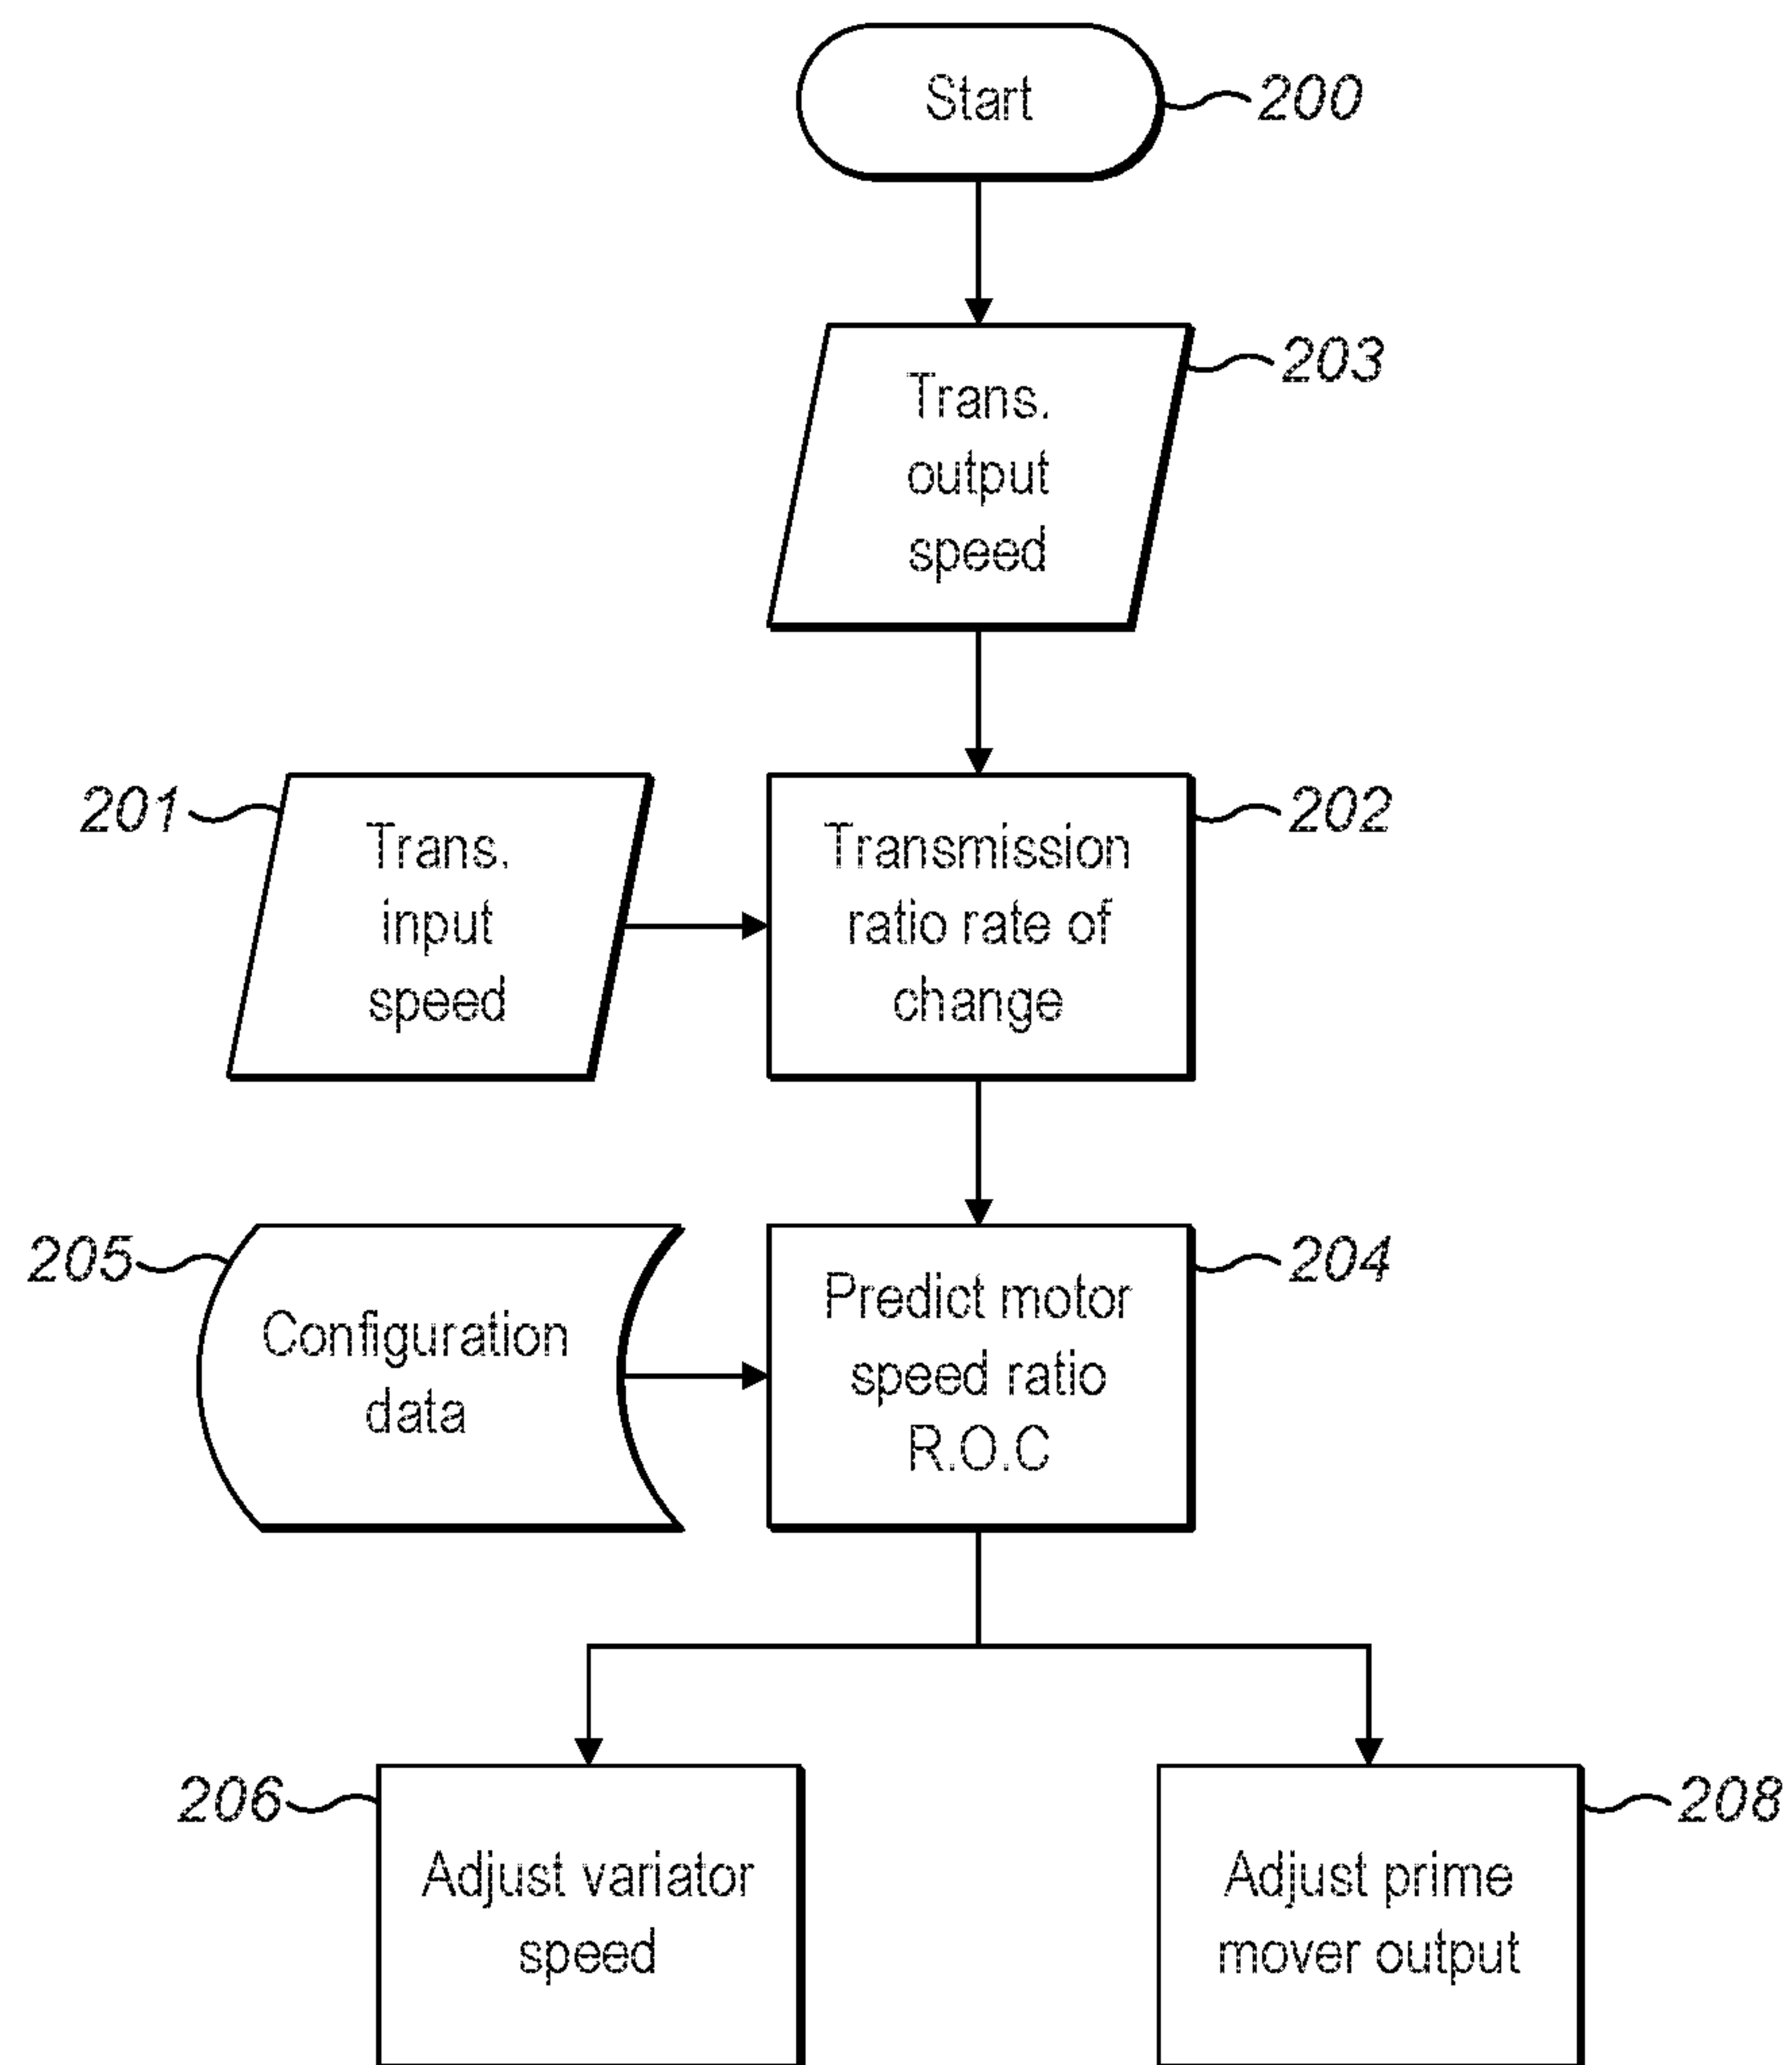 Start
200
Trans.
output
speed
203
201
Trans.
input
speed
Transmission
ratio rate of
change
202
205
Configuration
data
Predict motor
speed ratio
R.O.C
204
206
Adjust variator
speed
Adjust prime
mover output
208